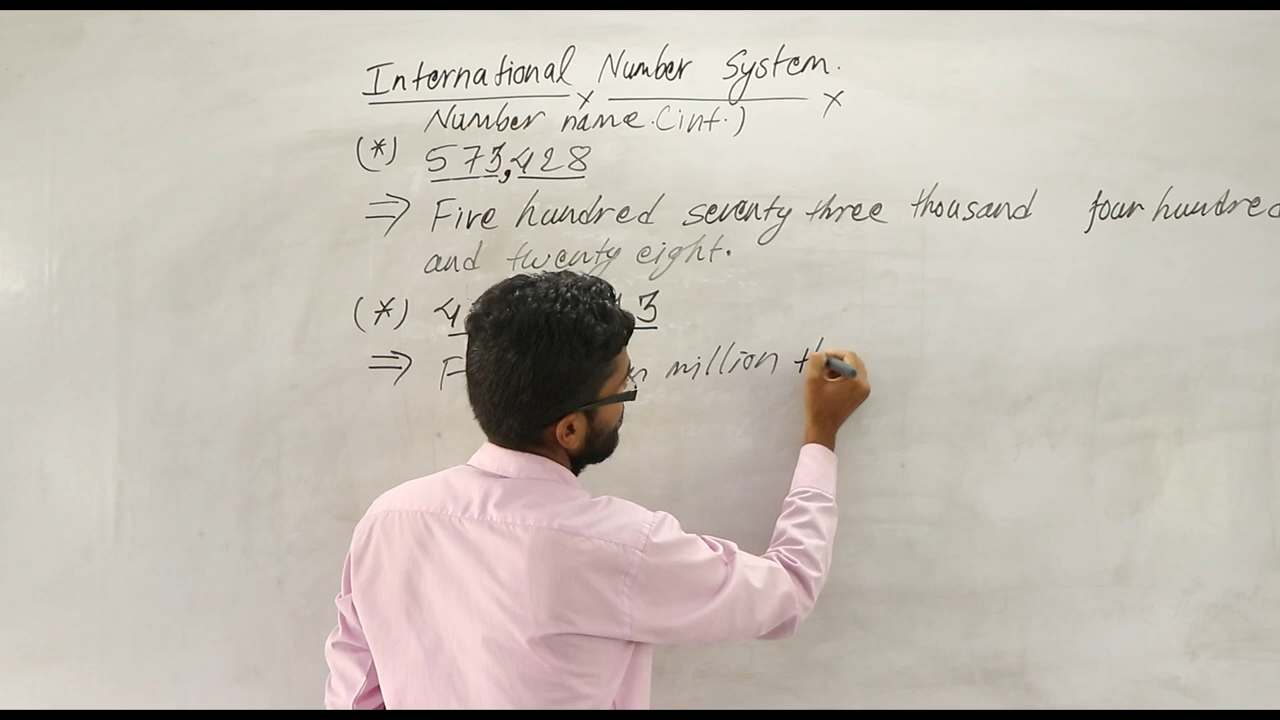 International Number System.
Number name. (int.)
(*) 573,428
⇒ Five hundred seventy three thousand four hundred
and twenty eight.
(*) 4 3
⇒ million